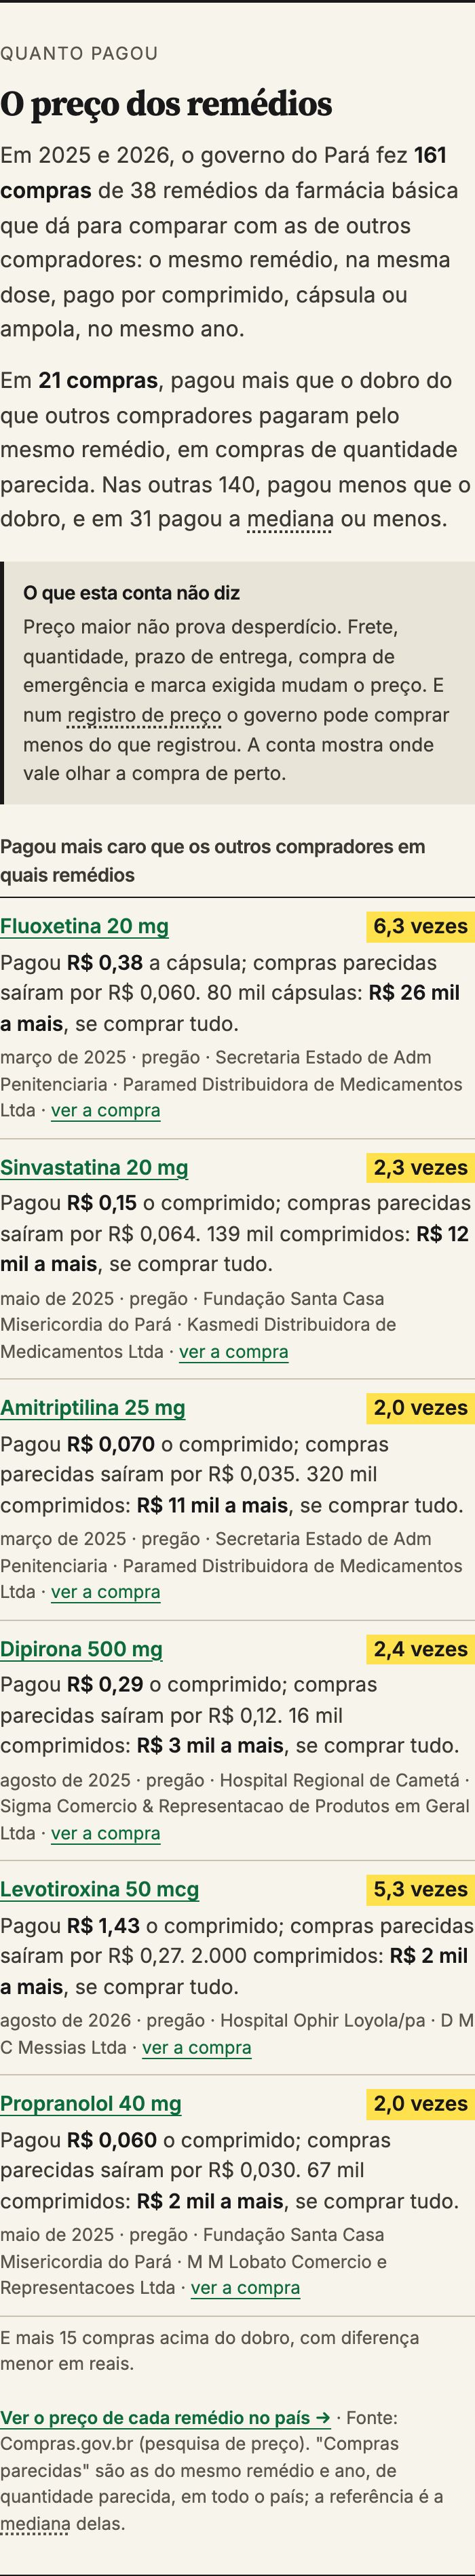 QUANTO PAGOU
O preço dos remédios
Em 2025 e 2026, o governo do Pará fez 161
compras de 38 remédios da farmácia básica
que dá para comparar com as de outros
compradores: o mesmo remédio, na mesma
dose, pago por comprimido, cápsula ou
ampola, no mesmo ano.
Em 21 compras, pagou mais que o dobro do
que outros compradores pagaram pelo
mesmo remédio, em compras de quantidade
parecida. Nas outras 140, pagou menos que o
dobro, e em 31 pagou a mediana ou menos.
O que esta conta não diz
Preço maior não prova desperdício. Frete,
quantidade, prazo de entrega, compra de
emergência e marca exigida mudam o preço. E
num registro de preço o governo pode comprar
menos do que registrou. A conta mostra onde
vale olhar a compra de perto.
Pagou mais caro que os outros compradores em
quais remédios
Fluoxetina 20 mg 6,3 vezes
Pagou R$ 0,38 a cápsula; compras parecidas
saíram por R$ 0,060. 80 mil cápsulas: R$ 26 mil
a mais, se comprar tudo.
março de 2025 · pregão · Secretaria Estado de Adm
Penitenciaria · Paramed Distribuidora de Medicamentos
Ltda · ver a compra
Sinvastatina 20 mg 2,3 vezes
Pagou R$ 0,15 o comprimido; compras parecidas
saíram por R$ 0,064. 139 mil comprimidos: R$ 12
mil a mais, se comprar tudo.
maio de 2025 · pregão · Fundação Santa Casa
Misericordia do Pará · Kasmedi Distribuidora de
Medicamentos Ltda · ver a compra
Amitriptilina 25 mg 2,0 vezes
Pagou R$ 0,070 o comprimido; compras
parecidas saíram por R$ 0,035. 320 mil
comprimidos: R$ 11 mil a mais, se comprar tudo.
março de 2025 · pregão · Secretaria Estado de Adm
Penitenciaria · Paramed Distribuidora de Medicamentos
Ltda · ver a compra
Dipirona 500 mg 2,4 vezes
Pagou R$ 0,29 o comprimido; compras
parecidas saíram por R$ 0,12. 16 mil
comprimidos: R$ 3 mil a mais, se comprar tudo.
agosto de 2025 · pregão · Hospital Regional de Cametá ·
Sigma Comercio & Representacao de Produtos em Geral
Ltda · ver a compra
Levotiroxina 50 mcg 5,3 vezes
Pagou R$ 1,43 o comprimido; compras parecidas
saíram por R$ 0,27. 2.000 comprimidos: R$ 2 mil
a mais, se comprar tudo.
agosto de 2026 · pregão · Hospital Ophir Loyola/pa · D M
C Messias Ltda · ver a compra
Propranolol 40 mg 2,0 vezes
Pagou R$ 0,060 o comprimido; compras
parecidas saíram por R$ 0,030. 67 mil
comprimidos: R$ 2 mil a mais, se comprar tudo.
maio de 2025 · pregão · Fundação Santa Casa
Misericordia do Pará · M M Lobato Comercio e
Representacoes Ltda · ver a compra
E mais 15 compras acima do dobro, com diferença
menor em reais.
Ver o preço de cada remédio no país → · Fonte:
Compras.gov.br (pesquisa de preço). "Compras
parecidas" são as do mesmo remédio e ano, de
quantidade parecida, em todo o país; a referência é a
mediana delas.